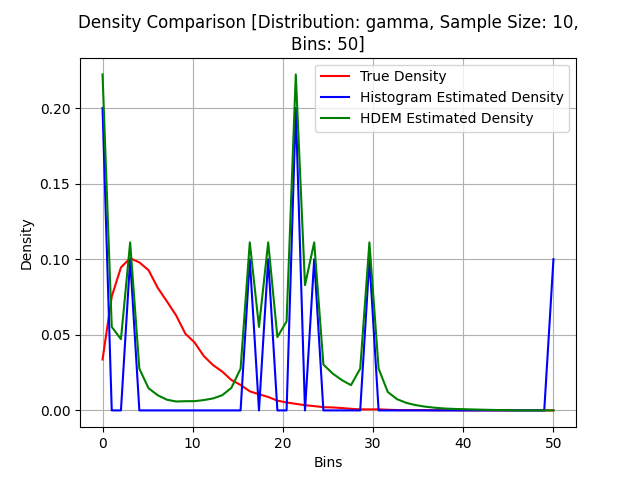 Density Comparison [Distribution: gamma, Sample Size: 10,
Bins: 50]
True Density
Histogram Estimated Density
HDEM Estimated Density
Density
0.20
0.15
0.10
0.05
0.00
0 10 20 30 40 50
Bins